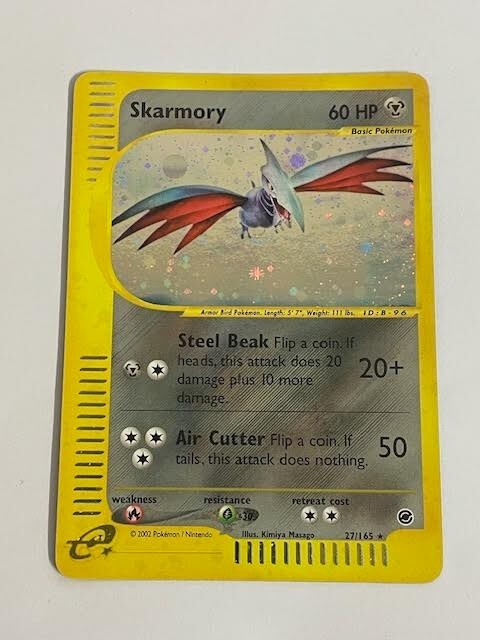 Skarmory 60 HP
Basic Pokémon
Armor Bird Pokémon. Length: 5' 7", Weight: 111 lbs. ID:B-96
Steel Beak Flip a coin. If
heads, this attack does 20
damage plus 10 more
damage.
20+
Air Cutter Flip a coin. If
tails, this attack does nothing.
50
weakness resistance retreat cost
-30
© 2002 Pokémon / Nintendo Illus. Kimiya Masago 27/165 ★
e